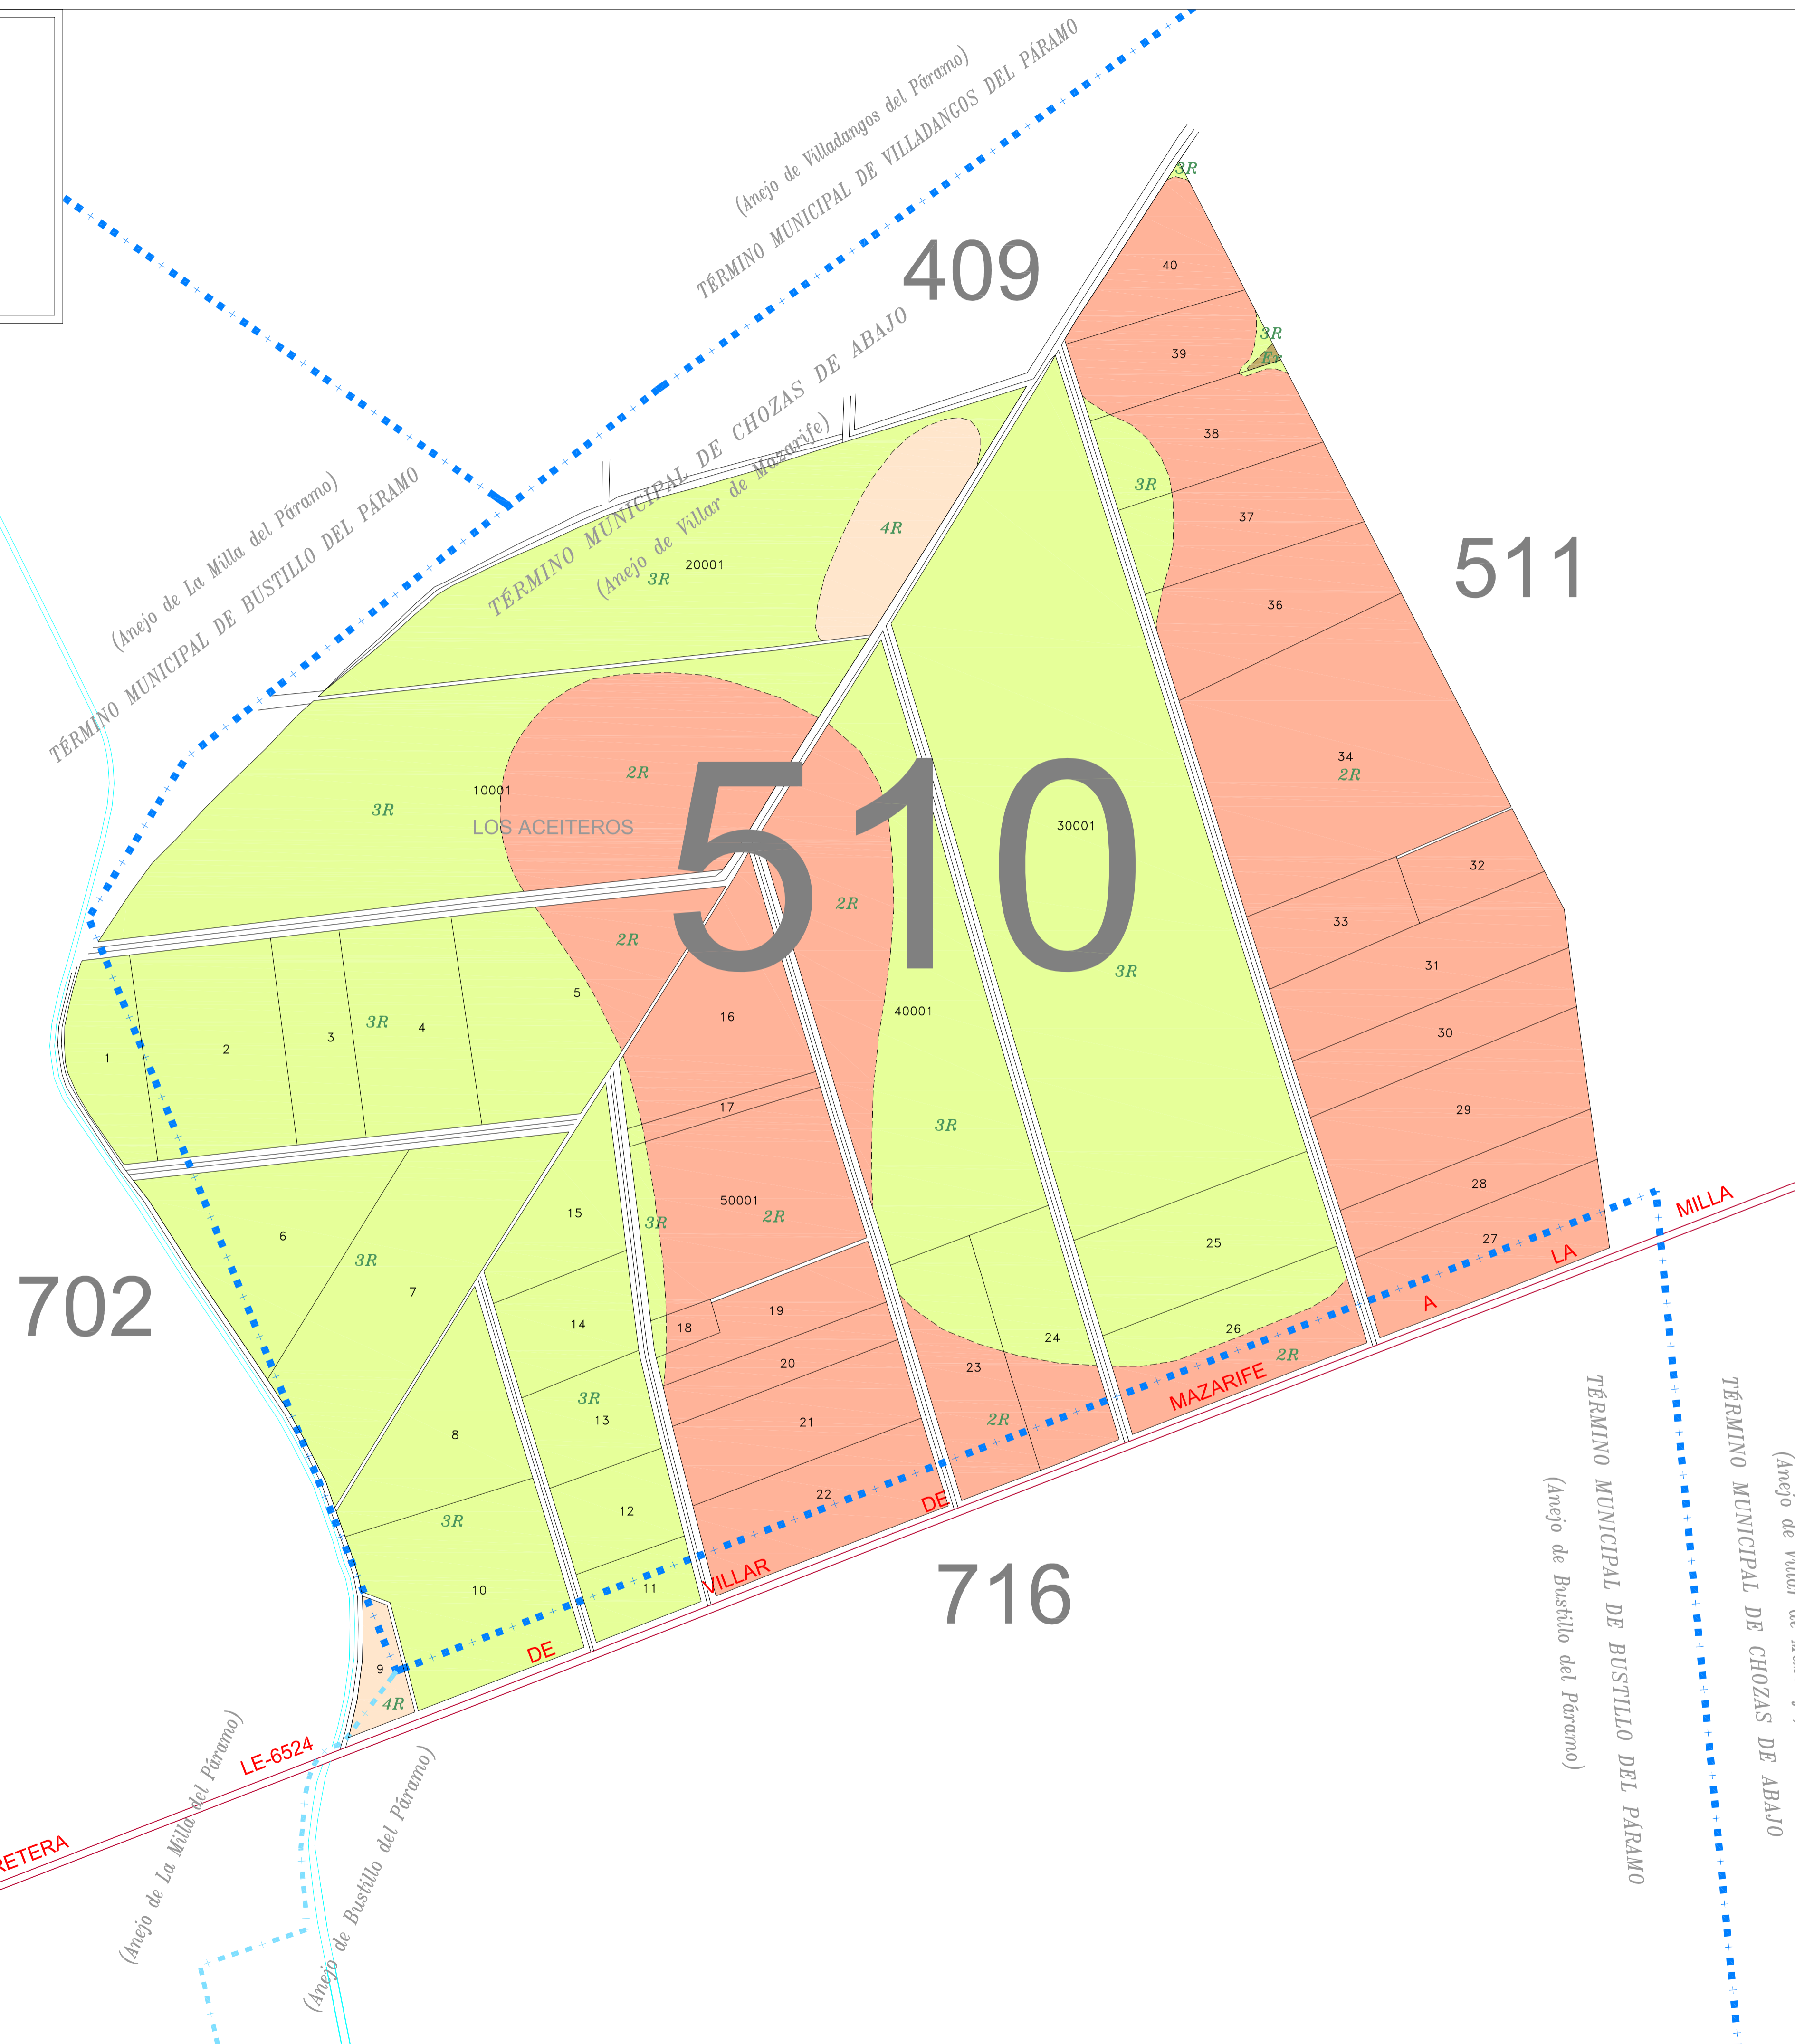 (Anejo de Villadangos del Páramo)
TÉRMINO MUNICIPAL DE VILLADANGOS DEL PÁRAMO
409
3R
40
TÉRMINO MUNICIPAL DE CHOZAS DE ABAJO
(Anejo de Villar de Mazarife)
3R
Er
39
38
(Anejo de La Milla del Páramo)
TÉRMINO MUNICIPAL DE BUSTILLO DEL PÁRAMO
3R
37
4R
511
20001
3R
36
34
2R
2R
10001
3R
LOS ACEITEROS
510
30001
32
2R
33
2R
31
3R
5
40001
16
3R
4
3
2
1
30
17
29
3R
28
50001
2R
15
3R
27
6
3R
7
25
MILLA
LA
A
702
19
18
14
26
24
20
23
2R
MAZARIFE
3R
13
21
2R
8
22
DE
12
3R
VILLAR
11
10
716
DE
9
4R
LE-6524
RETERA
(Anejo de La Milla del Páramo)
(Anejo de Bustillo del Páramo)
(Anejo de Bustillo del Páramo)
TÉRMINO MUNICIPAL DE BUSTILLO DEL PÁRAMO
TÉRMINO MUNICIPAL DE CHOZAS DE ABAJO
(Anejo de Villar de